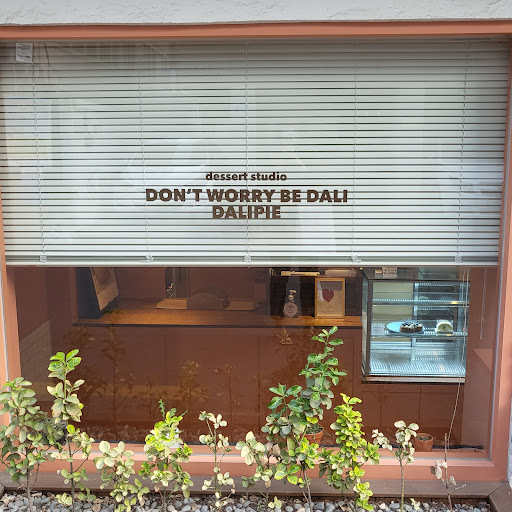 dessert studio
DON'T WORRY BE DALI
DALIPIE